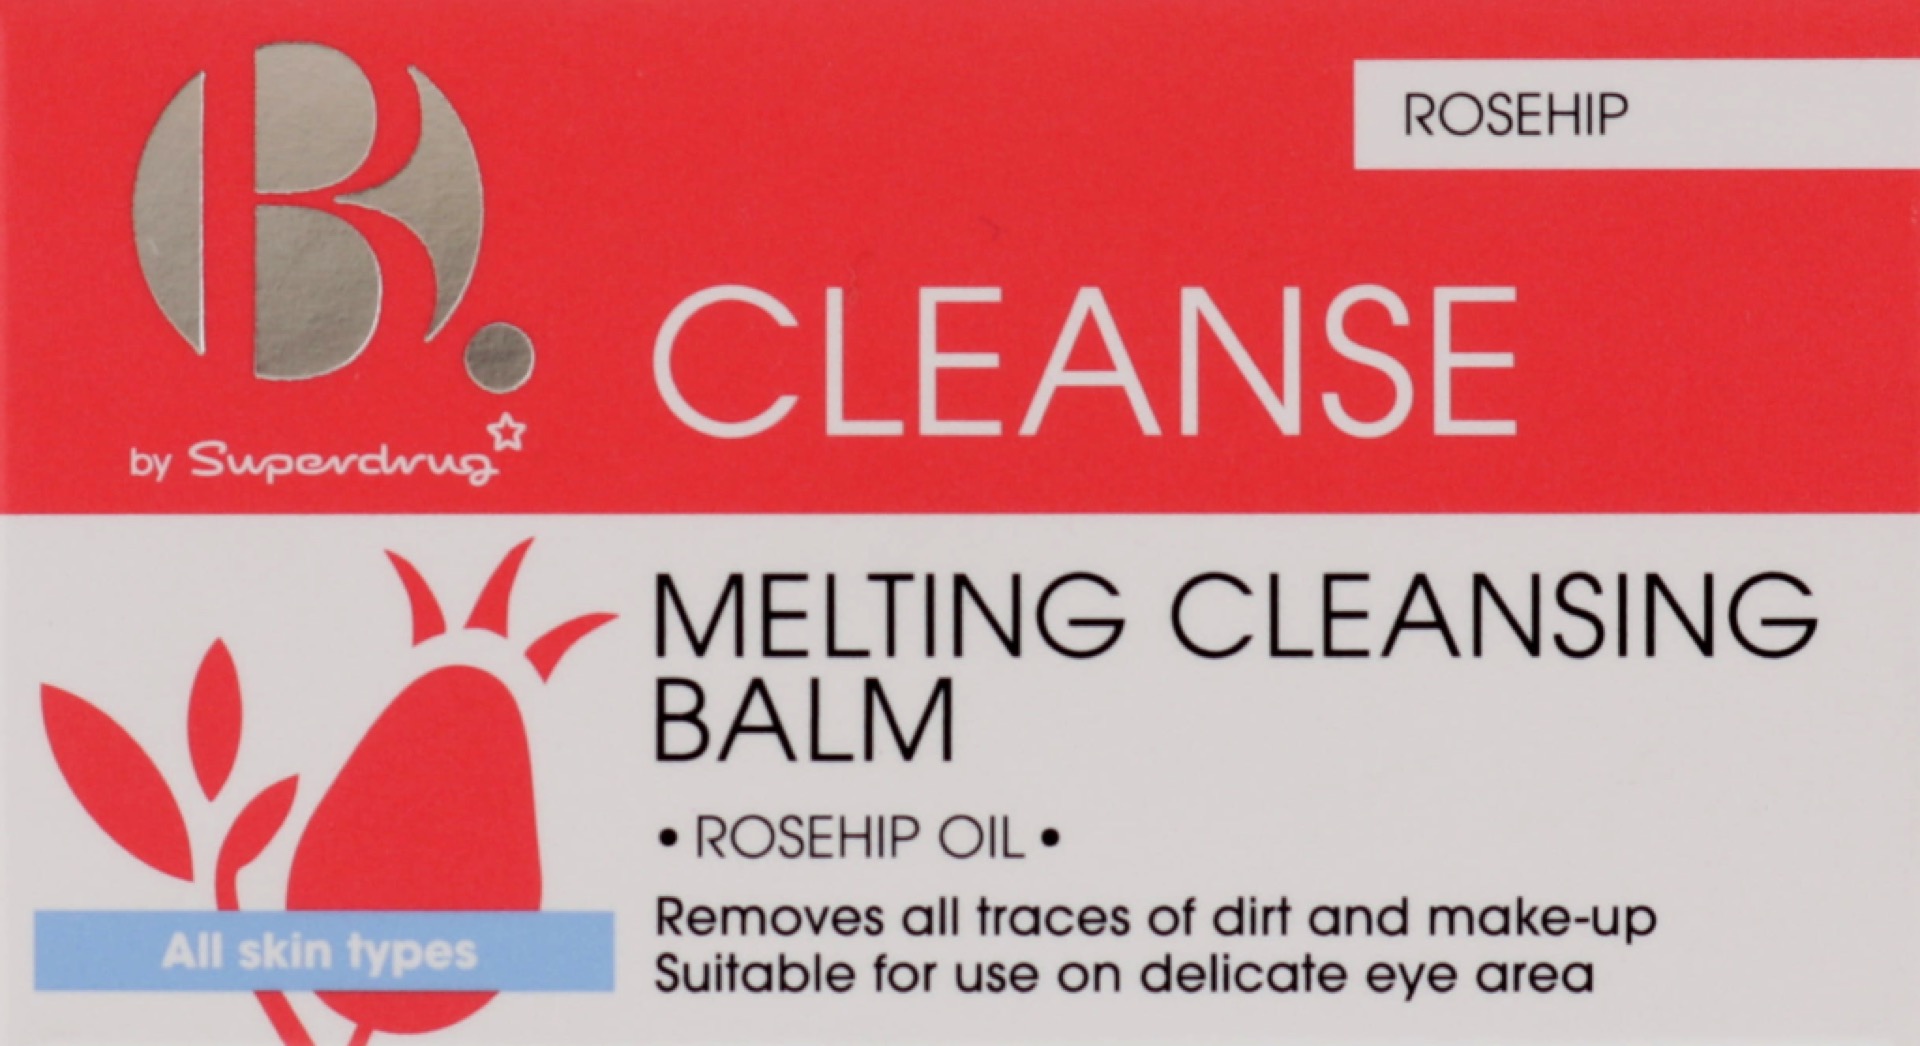 B.
by Superdrug
ROSEHIP
CLEANSE
MELTING CLEANSING
BALM
• ROSEHIP OIL •
Removes all traces of dirt and make-up
Suitable for use on delicate eye area
All skin types